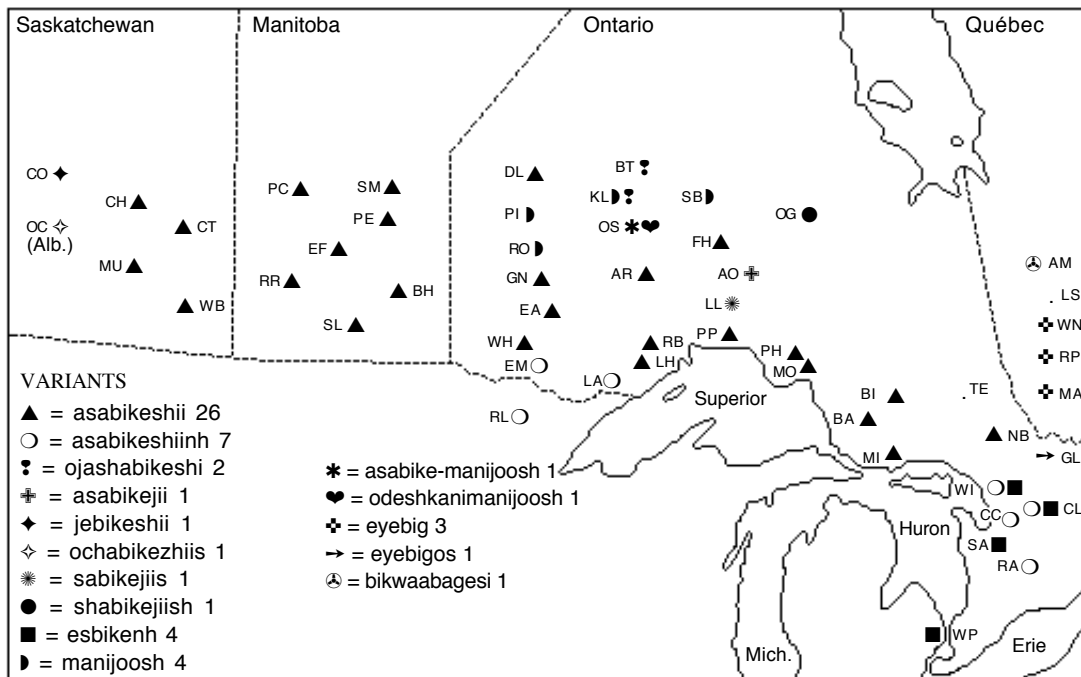 Saskatchewan Manitoba Ontario Québec
CO
CH
OC
(Alb.)
CT
MU
WB
PC
SM
PE
EF
RR
BH
SL
DL
BT
PI
KL
SB
OS
OG
RO
FH
GN
AR
AO
EA
LL
WH
RB
PP
EM
LH
PH
LA
MO
RL
BI
TE
BA
MI
NB
AM
LS
WN
RP
MA
GL
WI
CL
CC
SA
RA
WP
Superior
Huron
Mich.
Erie
VARIANTS
▲ = asabikeshii 26
❍ = asabikeshiinh 7
❢ = ojashabikeshi 2
✙ = asabikejii 1
✦ = jebikeshii 1
✧ = ochabikezhiis 1
✺ = sabikejiis 1
● = shabikejiish 1
■ = esbikenh 4
◗ = manijoosh 4
✱ = asabike-manijoosh 1
❤ = odeshkanimanijoosh 1
✤ = eyebig 3
➙ = eyebigos 1
✇ = bikwaabagesi 1